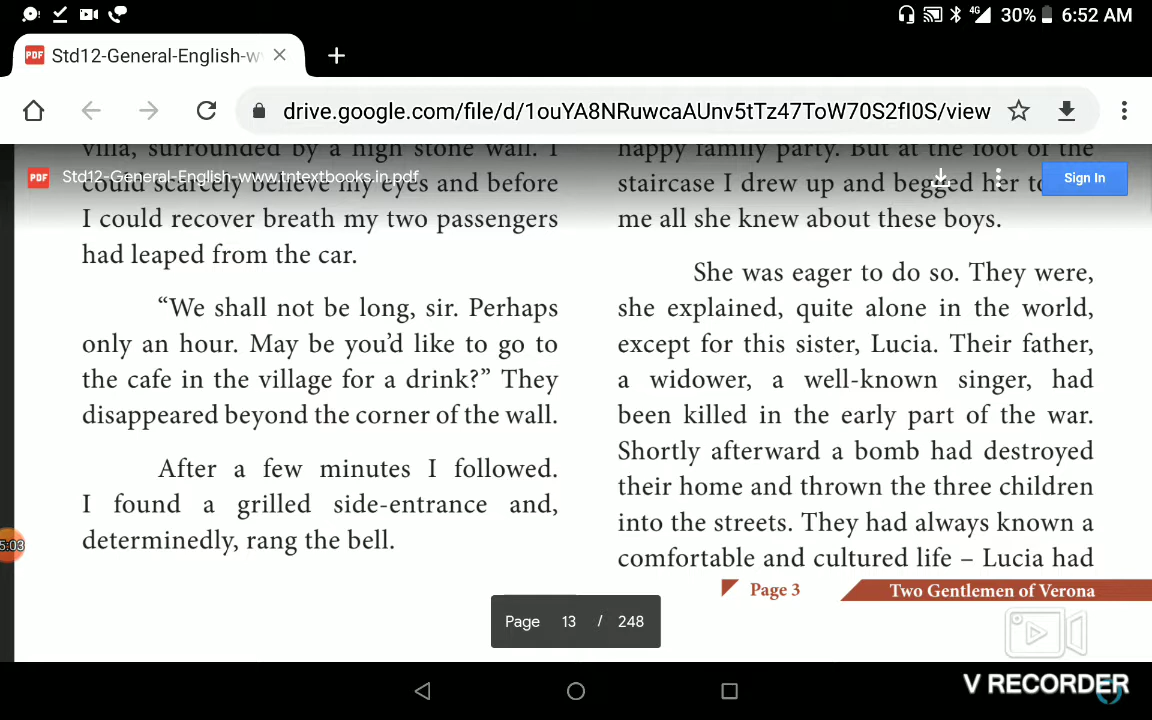 4G 30% 6:52 AM
PDF Std12-General-English-w
drive.google.com/file/d/1ouYA8NRuwcaAUnv5tTz47ToW70S2fI0S/view
PDF Std12-General-English-www.tntextbooks.in.pdf
Sign In
villa, surrounded by a high stone wall. I
could scarcely believe my eyes and before
I could recover breath my two passengers
had leaped from the car.
“We shall not be long, sir. Perhaps
only an hour. May be you’d like to go to
the cafe in the village for a drink?” They
disappeared beyond the corner of the wall.
After a few minutes I followed.
I found a grilled side-entrance and,
determinedly, rang the bell.
happy family party. But at the foot of the
staircase I drew up and begged her to
me all she knew about these boys.
She was eager to do so. They were,
she explained, quite alone in the world,
except for this sister, Lucia. Their father,
a widower, a well-known singer, had
been killed in the early part of the war.
Shortly afterward a bomb had destroyed
their home and thrown the three children
into the streets. They had always known a
comfortable and cultured life – Lucia had
Page 3
Two Gentlemen of Verona
5:03
Page 13 / 248
V RECORDER